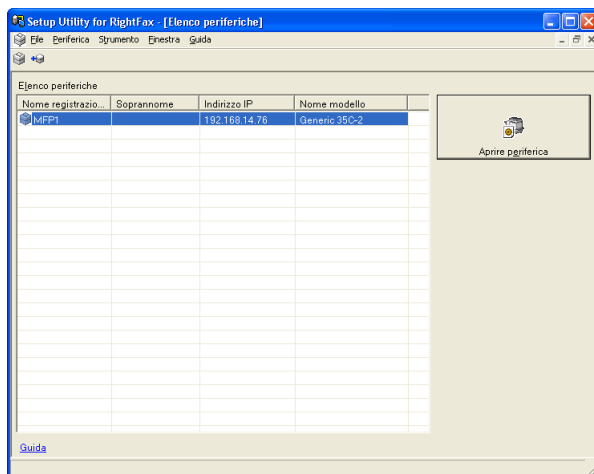 Setup Utility for RightFax - [Elenco periferiche]
File Periferica Strumento Finestra Guida
Elenco periferiche
Nome registrazio... Soprannome Indirizzo IP Nome modello
MFP1 192.168.14.76 Generic 35C-2
Aprire periferica
Guida